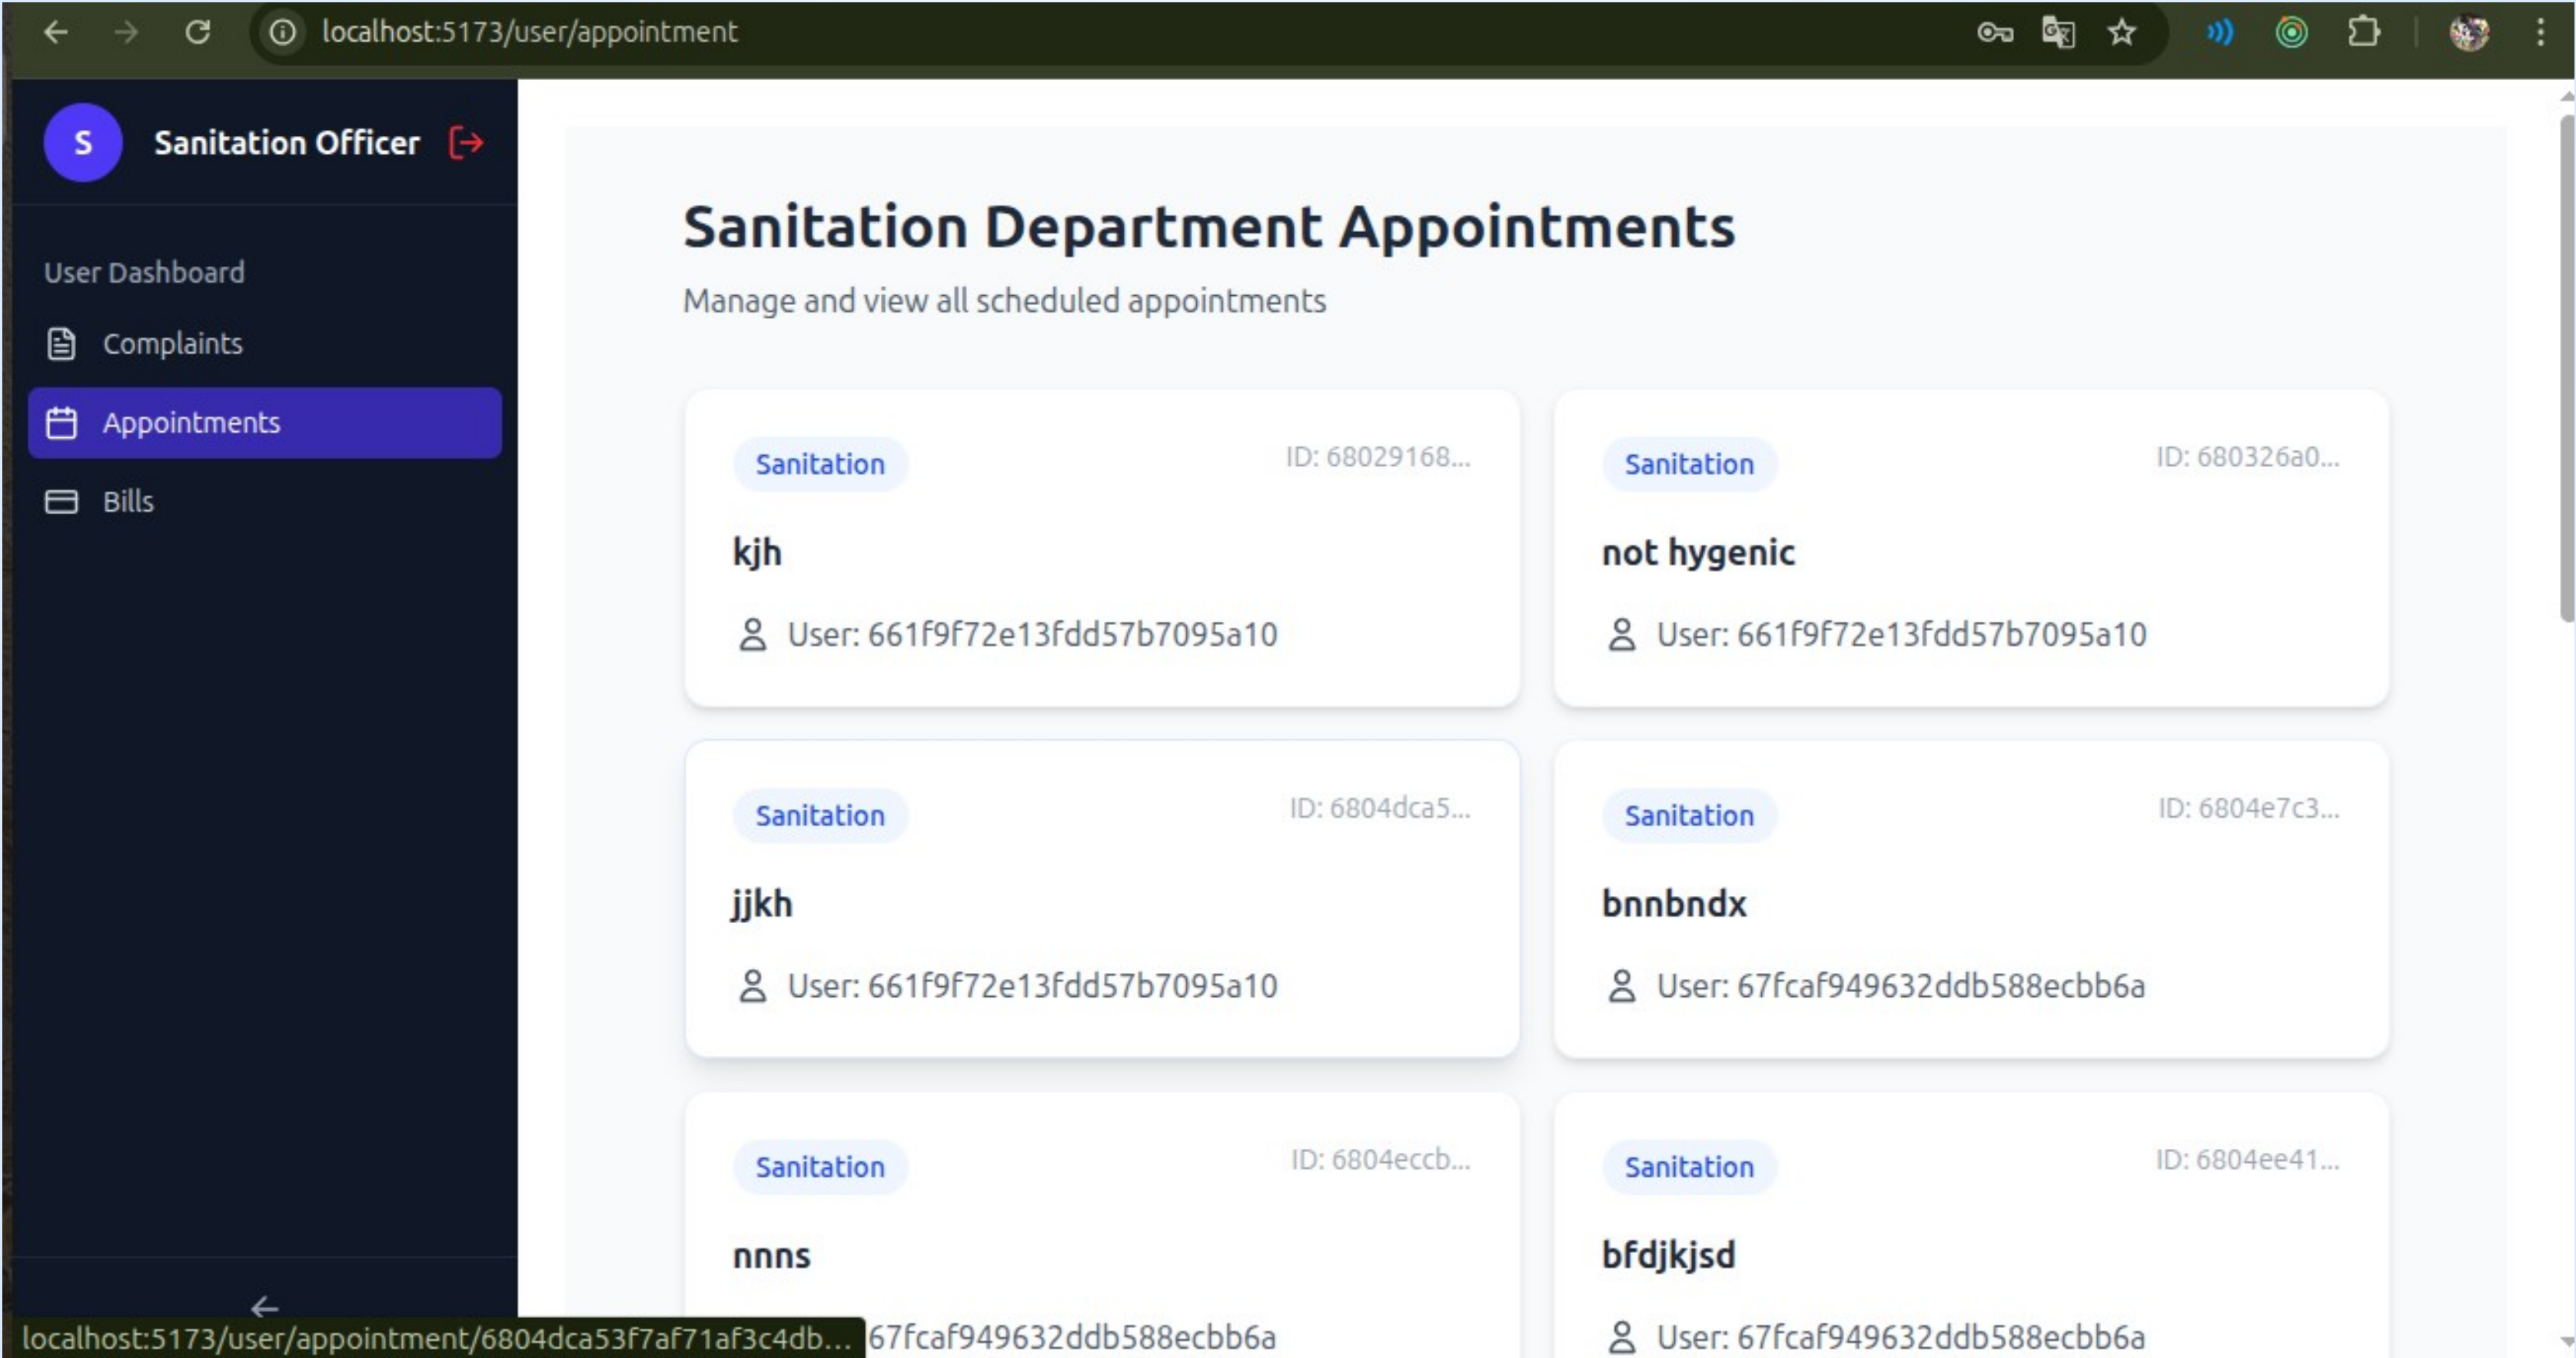 localhost:5173/user/appointment
S
Sanitation Officer
User Dashboard
Complaints
Appointments
Bills
Sanitation Department Appointments
Manage and view all scheduled appointments
Sanitation
ID: 68029168...
kjh
User: 661f9f72e13fdd57b7095a10
Sanitation
ID: 680326a0...
not hygenic
User: 661f9f72e13fdd57b7095a10
Sanitation
ID: 6804dca5...
jjkh
User: 661f9f72e13fdd57b7095a10
Sanitation
ID: 6804e7c3...
bnnbndx
User: 67fcaf949632ddb588ecbb6a
Sanitation
ID: 6804eccb...
nnns
67fcaf949632ddb588ecbb6a
Sanitation
ID: 6804ee41...
bfdjkjsd
User: 67fcaf949632ddb588ecbb6a
localhost:5173/user/appointment/6804dca53f7af71af3c4db...